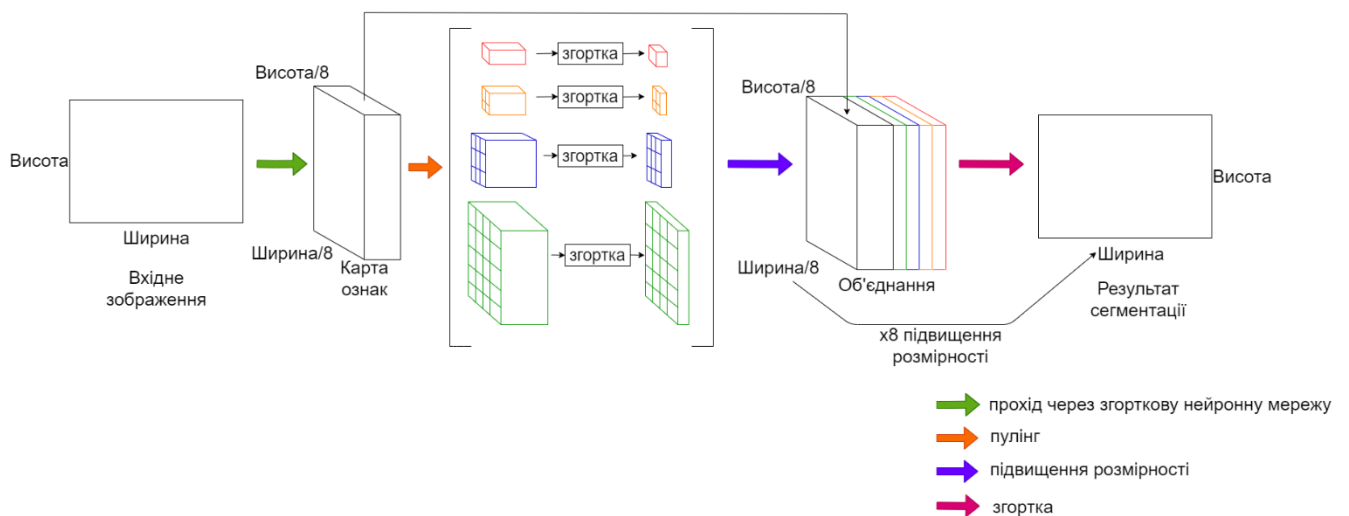 Висота
Ширина
Вхідне
зображення
Висота/8
Ширина/8
Карта
ознак
згортка
згортка
згортка
згортка
Висота/8
Ширина/8
Об'єднання
х8 підвищення
розмірності
Висота
Ширина
Результат
сегментації
прохід через згорткову нейронну мережу
пулінг
підвищення розмірності
згортка